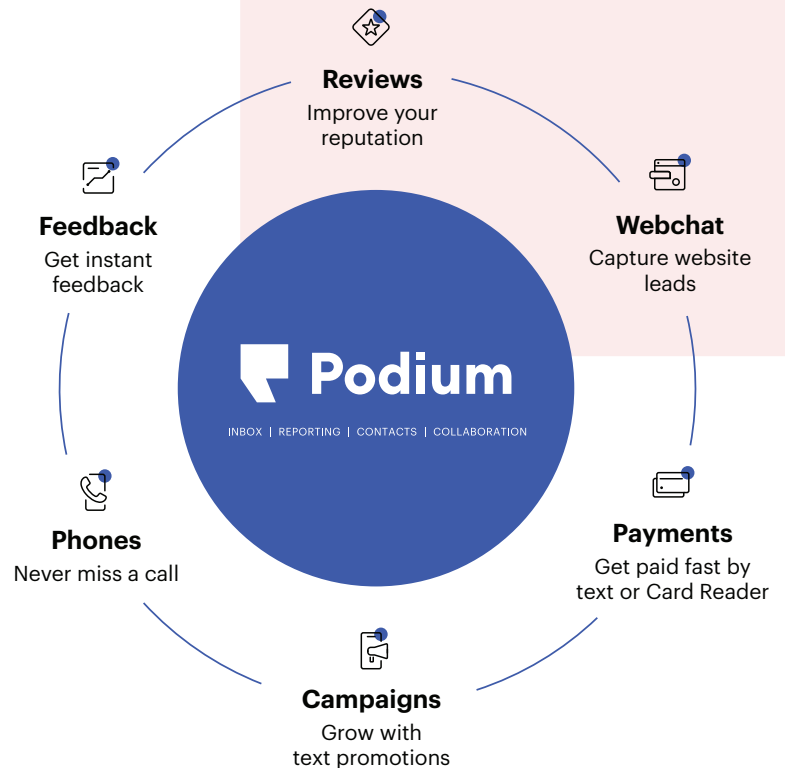 Reviews
Improve your
reputation
Webchat
Capture website
leads
Payments
Get paid fast by
text or Card Reader
Campaigns
Grow with
text promotions
Phones
Never miss a call
Feedback
Get instant
feedback
Podium
INBOX | REPORTING | CONTACTS | COLLABORATION